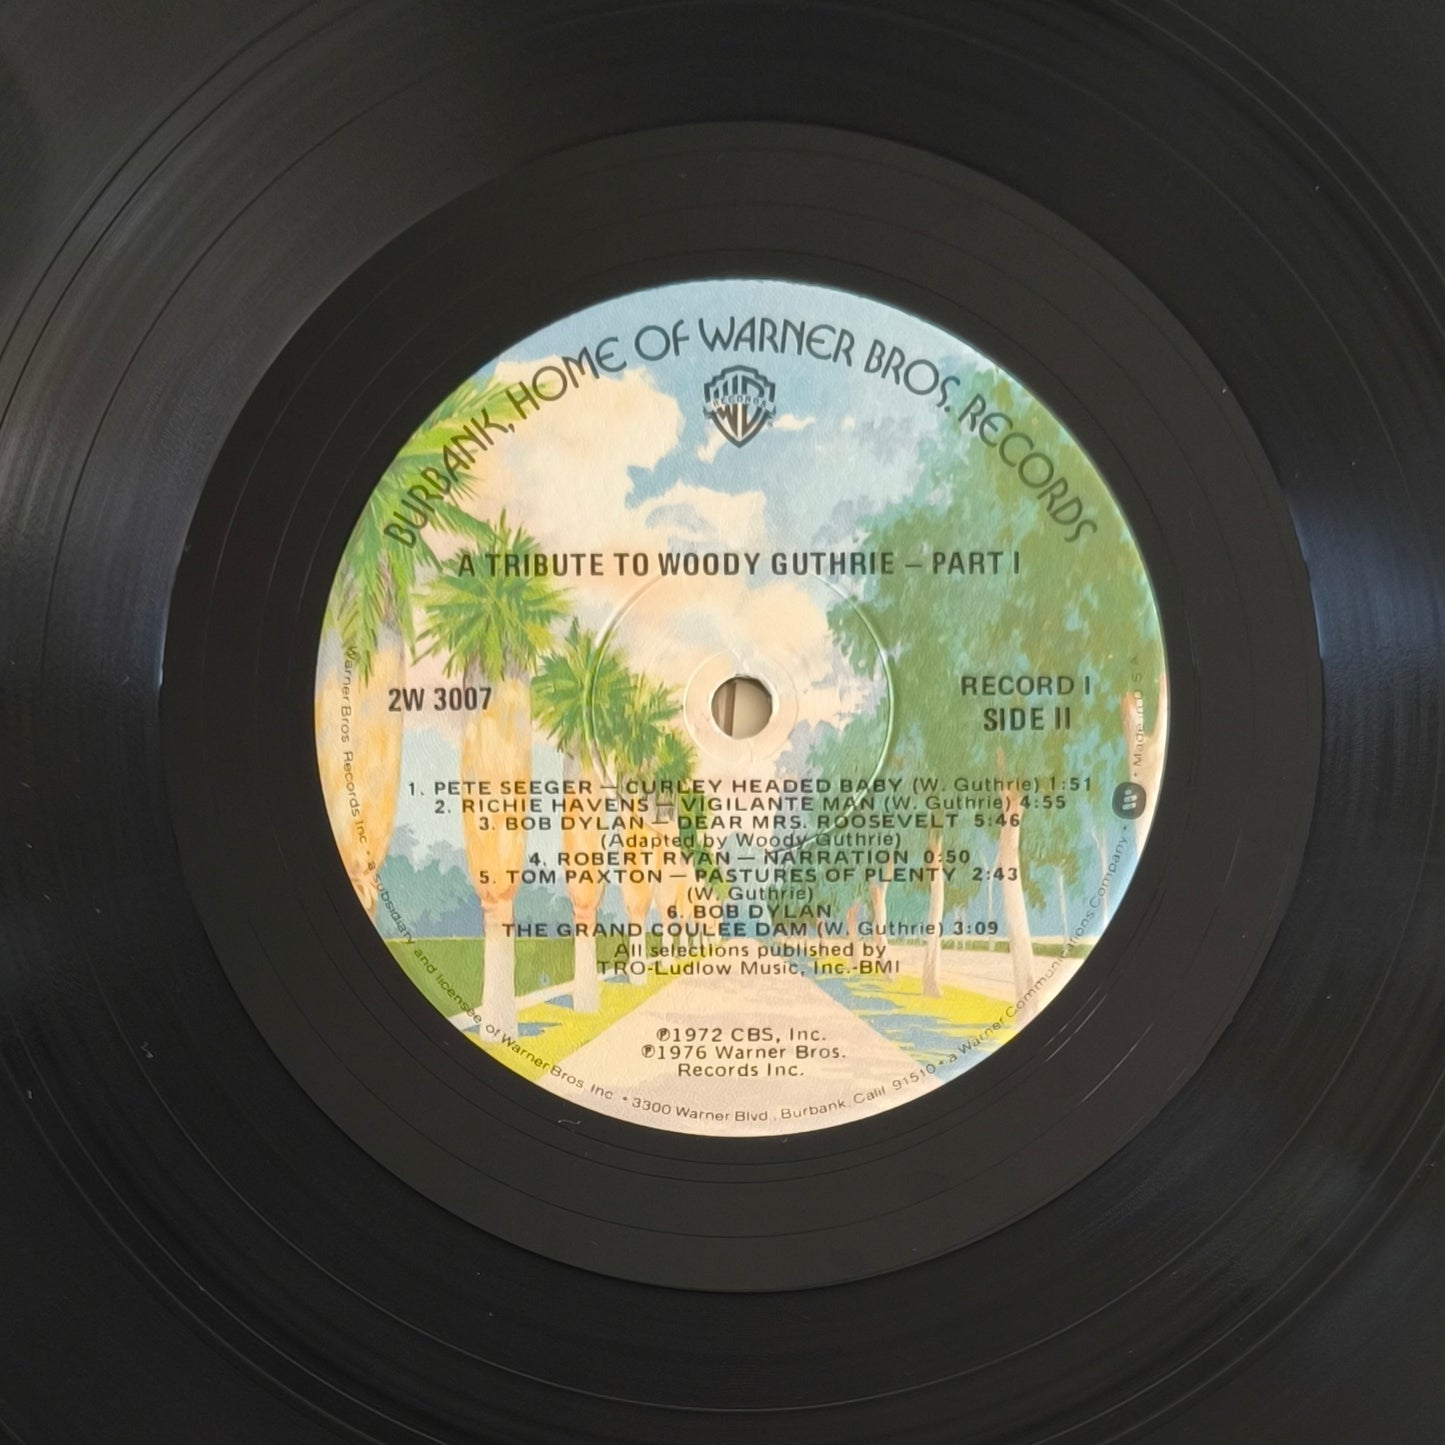 BURBANK, HOME OF WARNER BROS. RECORDS
RECORDS
A TRIBUTE TO WOODY GUTHRIE – PART I
2W 3007
RECORD I
SIDE II
1. PETE SEEGER – CURLEY HEADED BABY (W. Guthrie) 1:51
2. RICHIE HAVENS – VIGILANTE MAN (W. Guthrie) 4:55
3. BOB DYLAN – DEAR MRS. ROOSEVELT 5:46
(Adapted by Woody Guthrie)
4. ROBERT RYAN – NARRATION 0:50
5. TOM PAXTON – PASTURES OF PLENTY 2:43
(W. Guthrie)
6. BOB DYLAN
THE GRAND COULEE DAM (W. Guthrie) 3:09
All selections published by
TRO-Ludlow Music, Inc.-BMI
℗1972 CBS, Inc.
℗1976 Warner Bros.
Records Inc.
Warner Bros. Records Inc. • a subsidiary and licensee of Warner Bros. Inc. • 3300 Warner Blvd., Burbank, Calif. 91510 • a Warner Communications Company • Made in U S A